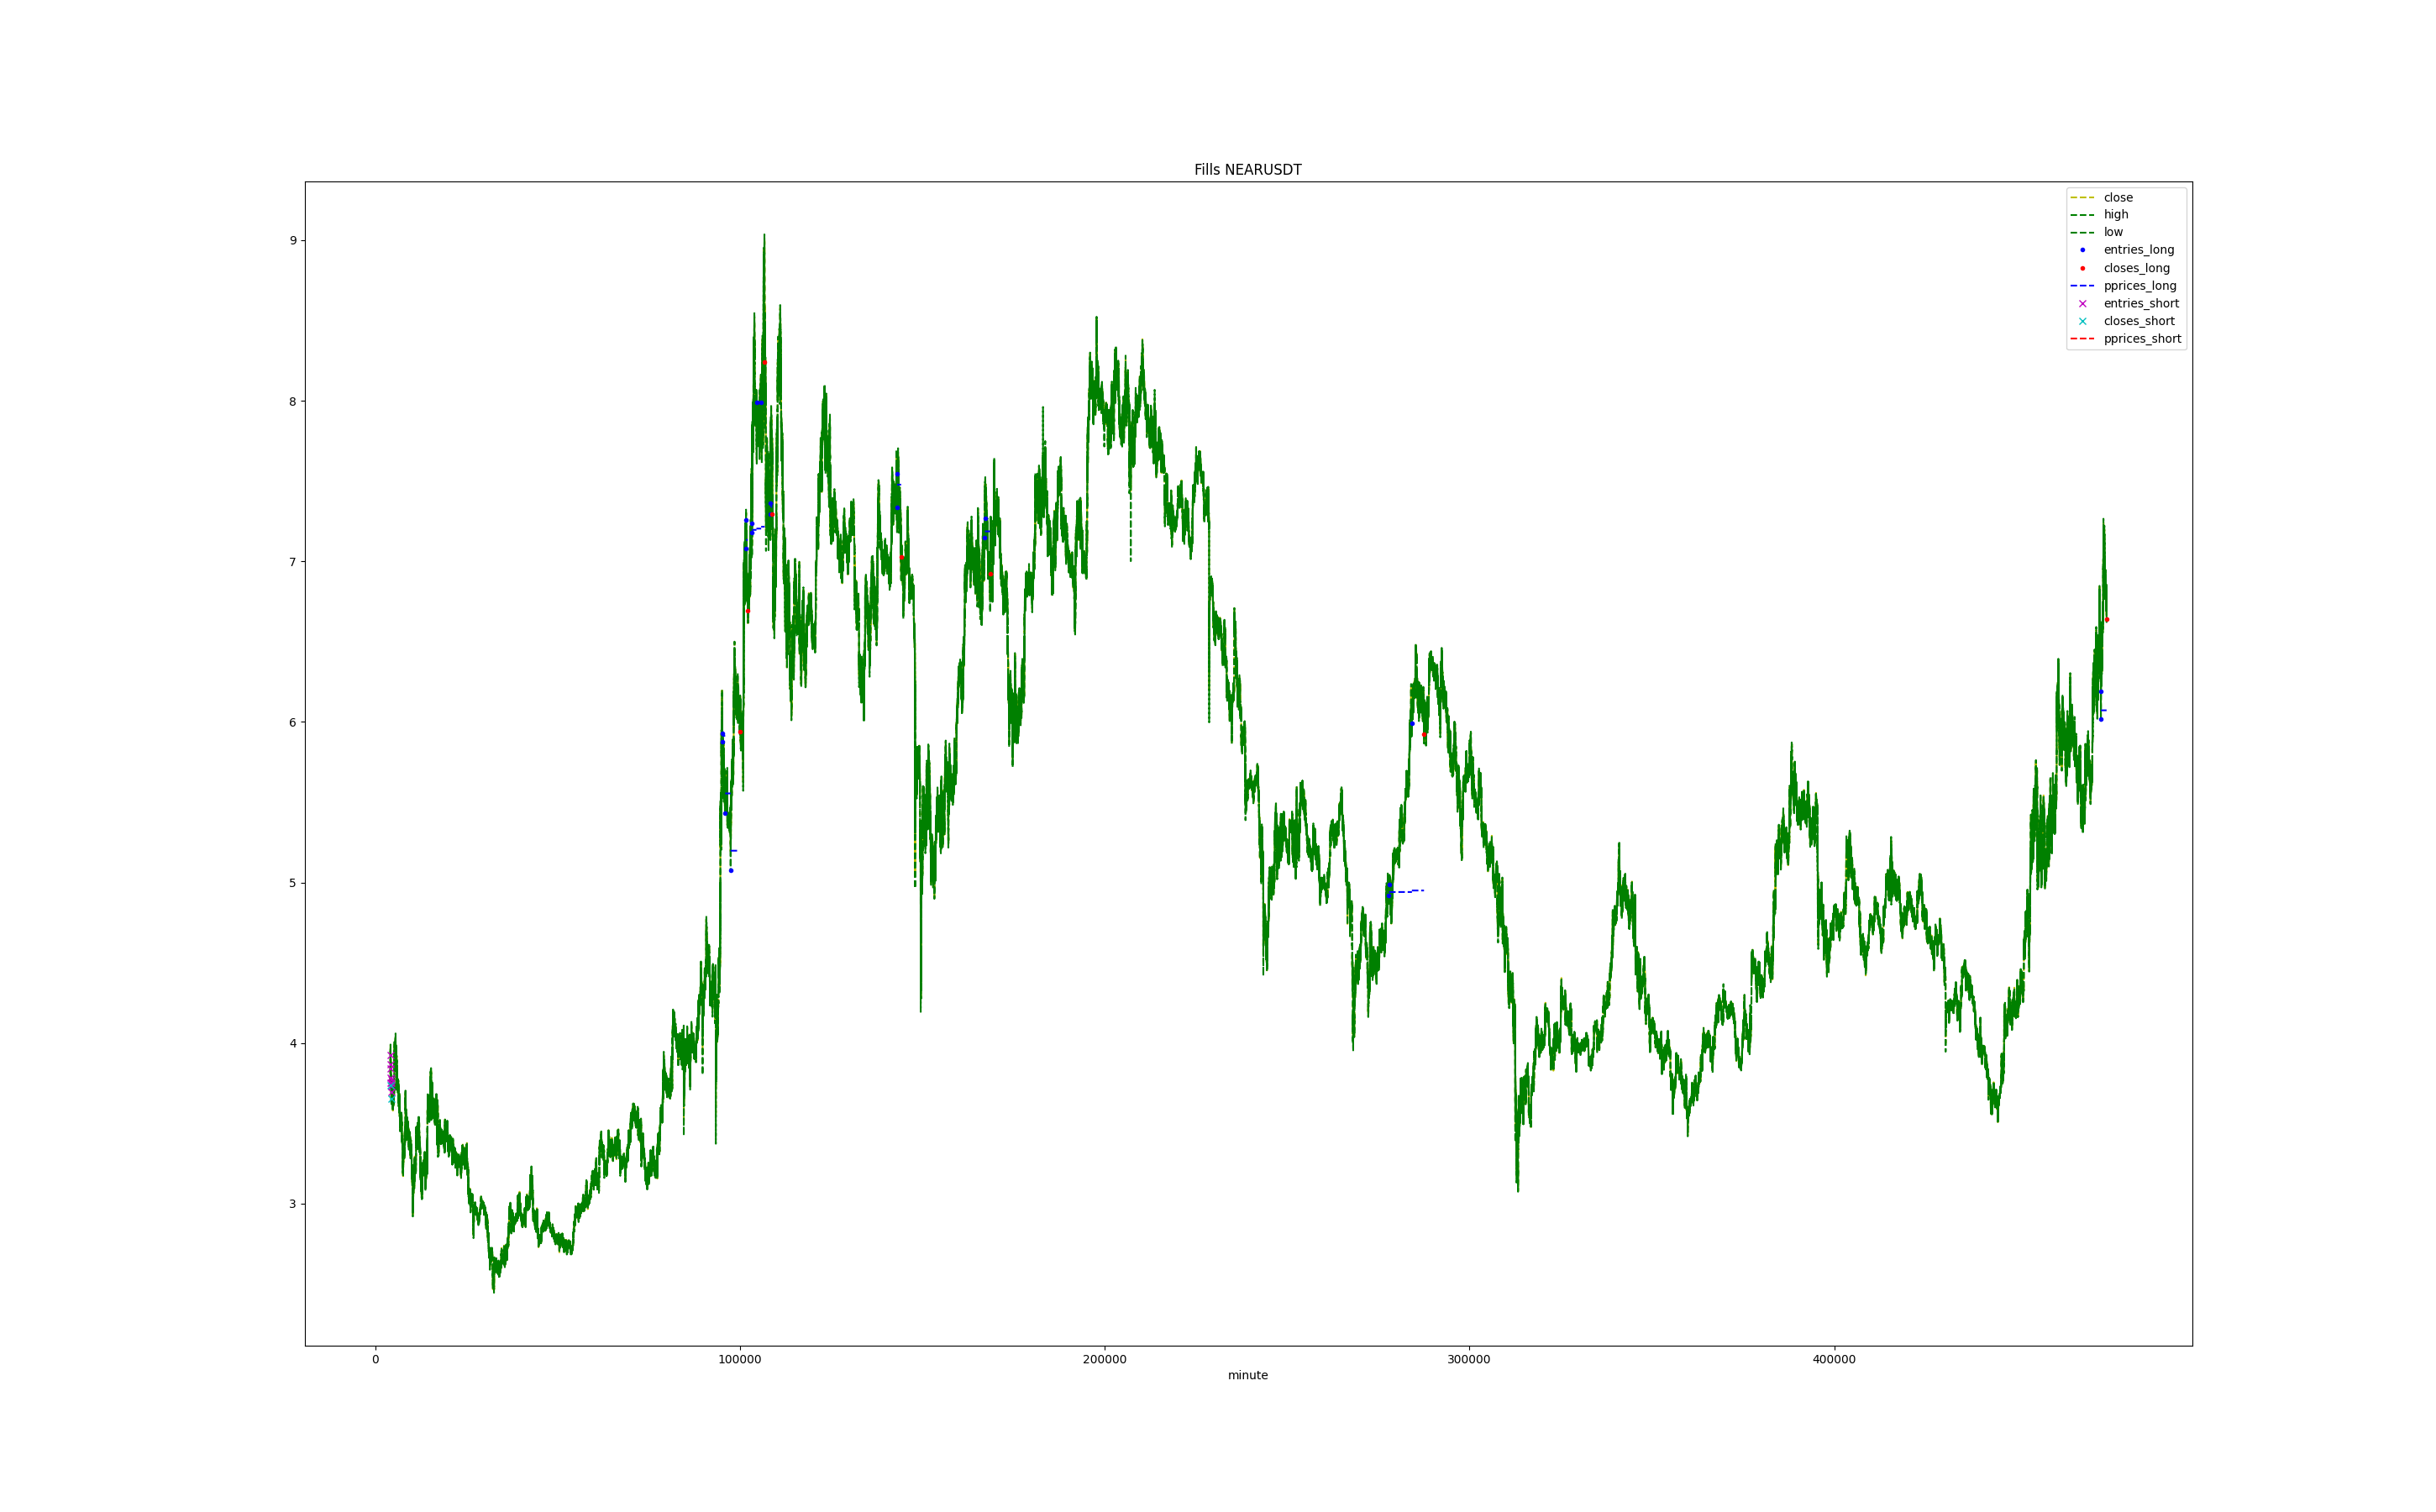 Fills NEARUSDT
close
high
low
entries_long
closes_long
pprices_long
entries_short
closes_short
pprices_short
9
8
7
6
5
4
3
0 100000 200000 300000 400000
minute